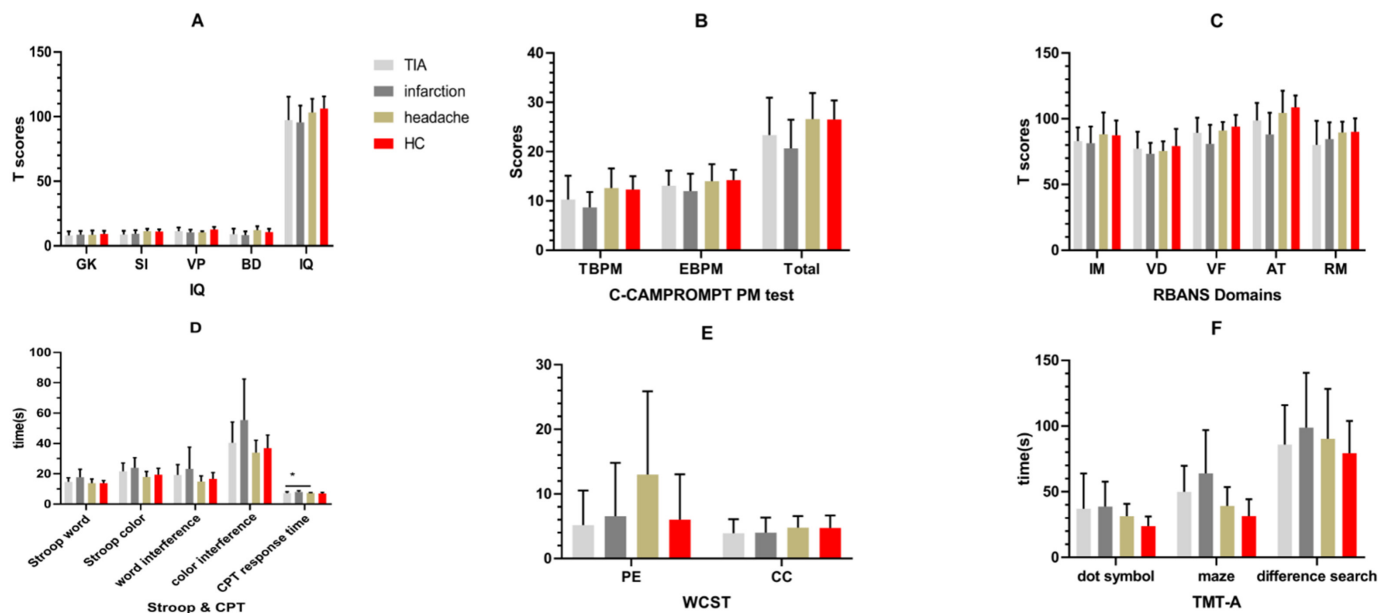 A
T scores
150
100
50
0
GK SI VP BD IQ
IQ
TIA
infarction
headache
HC
B
Scores
40
30
20
10
0
TBPM EBPM Total
C-CAMPROMPT PM test
C
T scores
150
100
50
0
IM VD VF AT RM
RBANS Domains
D
time(s)
100
80
60
40
20
0
*
Stroop word
Stroop color
word interference
color interference
CPT response time
Stroop & CPT
E
30
20
10
0
PE CC
WCST
F
time(s)
150
100
50
0
dot symbol maze difference search
TMT-A